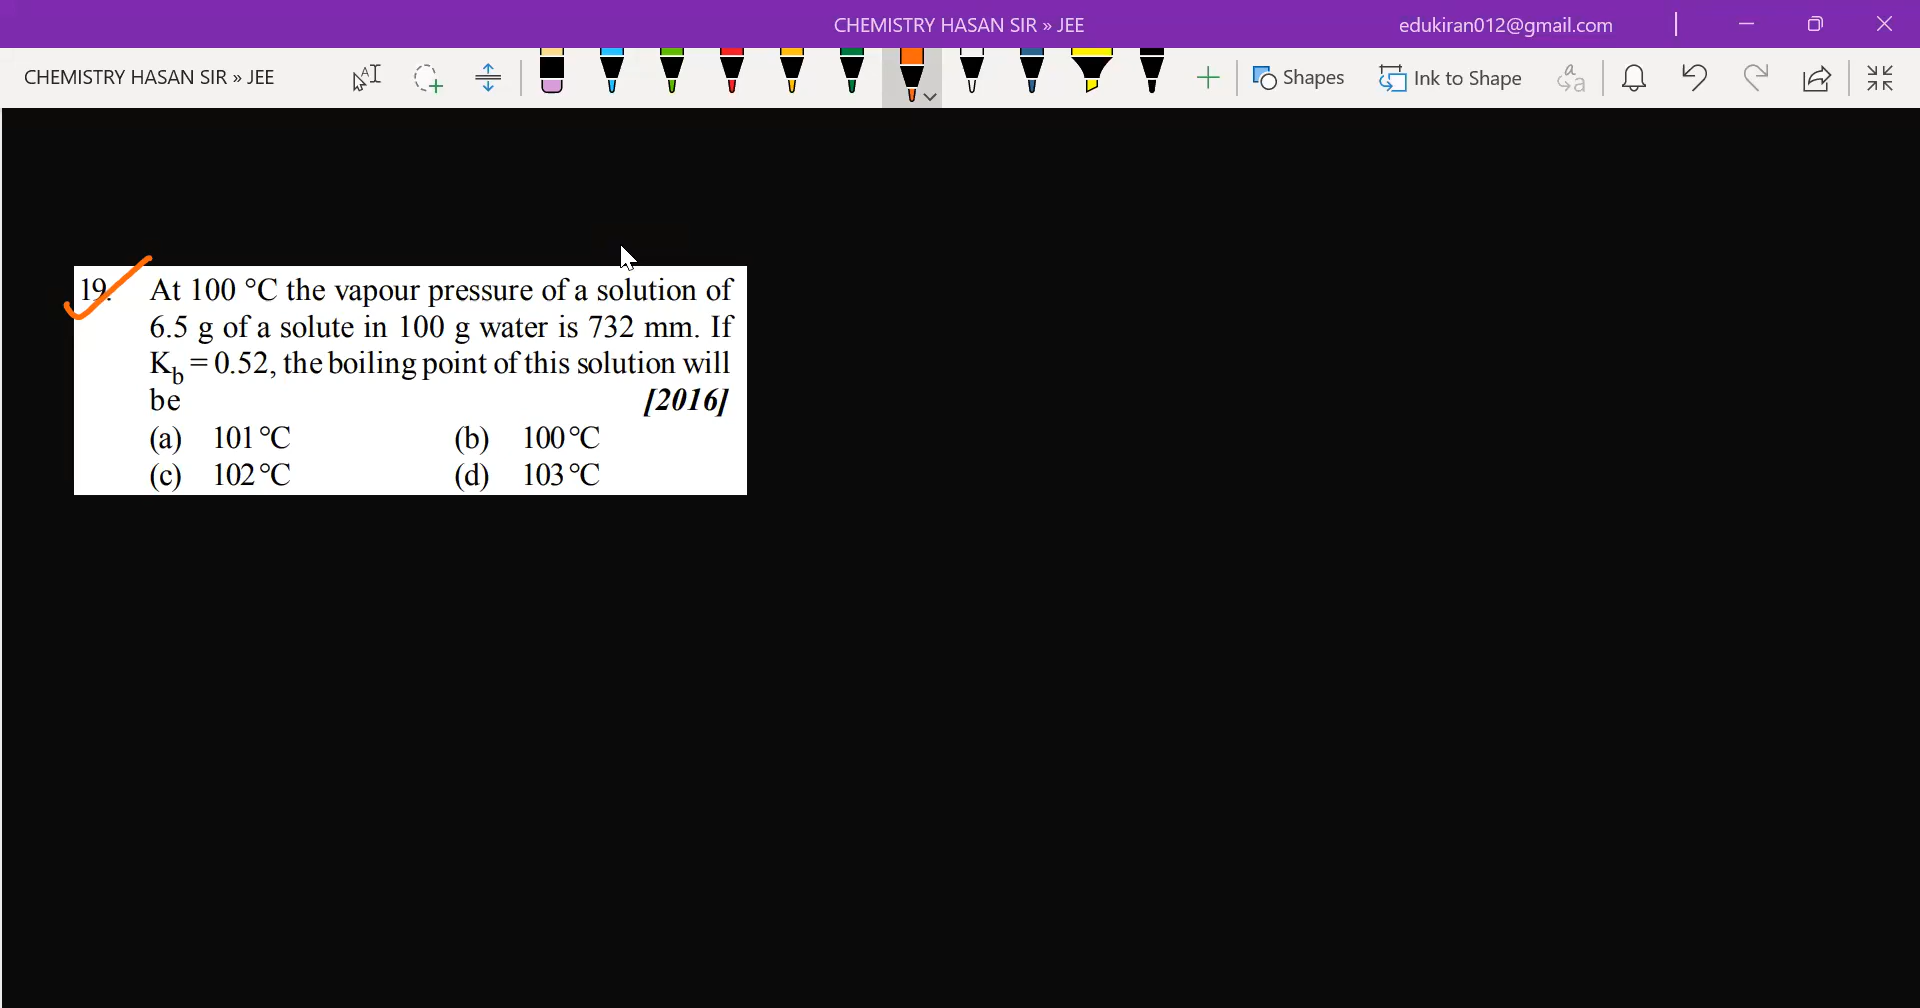 CHEMISTRY HASAN SIR » JEE
edukiran012@gmail.com
CHEMISTRY HASAN SIR » JEE
Shapes
Ink to Shape
19. At 100 °C the vapour pressure of a solution of
6.5 g of a solute in 100 g water is 732 mm. If
K_b = 0.52, the boiling point of this solution will
be [2016]
(a) 101 °C (b) 100 °C
(c) 102 °C (d) 103 °C